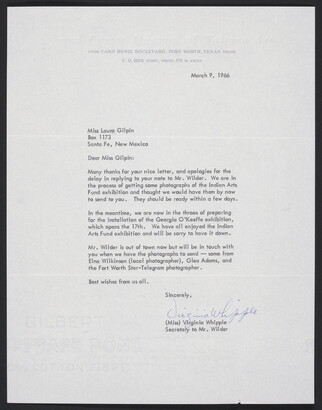 BOWIE BOULEVARD, FORT WORTH, TEXAS
March 9, 1966
Miss Laura Gilpin
Box 1173
Santa Fe, New Mexico
Dear Miss Gilpin:
Many thanks for your nice letter, and apologies for the
delay in replying to your note to Mr. Wilder. We are in
the process of getting some photographs of the Indian Arts
Fund exhibition and thought we would have them by now
to send to you. They should be ready within a few days.
In the meantime, we are now in the throes of preparing
for the installation of the Georgia O'Keeffe exhibition,
which opens the 17th. We have all enjoyed the Indian
Arts Fund exhibition and will be sorry to have it down.
Mr. Wilder is out of town now but will be in touch with
you when we have the photographs to send -- some from
Elna Wilkinson (local photographer), Glea Adams, and
the Fort Worth Star-Telegram photographer.
Best wishes from us all.
Sincerely,
Virginia Whipple
(Miss) Virginia Whipple
Secretary to Mr. Wilder